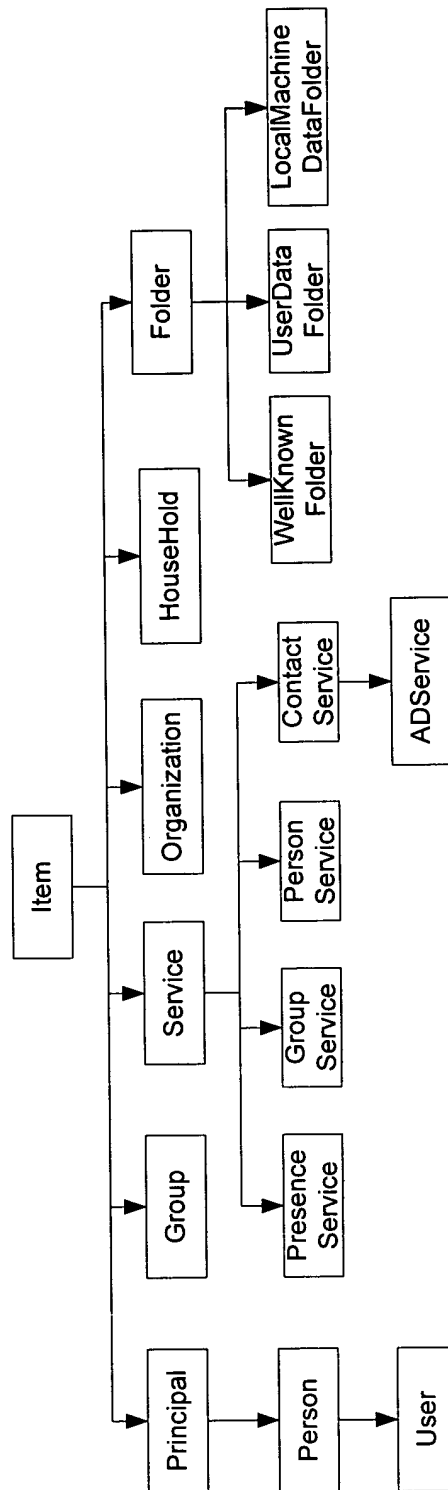 Item
Principal
Group
Service
Organization
HouseHold
Folder
Person
Presence
Service
Group
Service
Person
Service
Contact
Service
WellKnown
Folder
UserData
Folder
LocalMachine
DataFolder
User
ADService